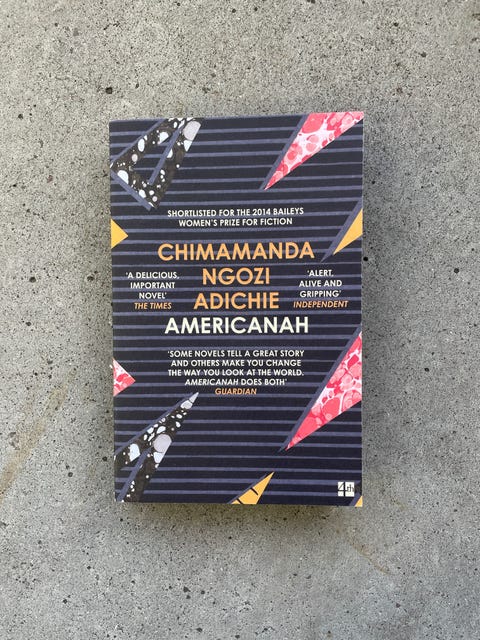 SHORTLISTED FOR THE 2014 BAILEYS
WOMEN'S PRIZE FOR FICTION
CHIMAMANDA
NGOZI
ADICHIE
'A DELICIOUS,
IMPORTANT
NOVEL'
THE TIMES
'ALERT,
ALIVE AND
GRIPPING'
INDEPENDENT
AMERICANAH
'SOME NOVELS TELL A GREAT STORY
AND OTHERS MAKE YOU CHANGE
THE WAY YOU LOOK AT THE WORLD.
AMERICANAH DOES BOTH'
GUARDIAN
4th